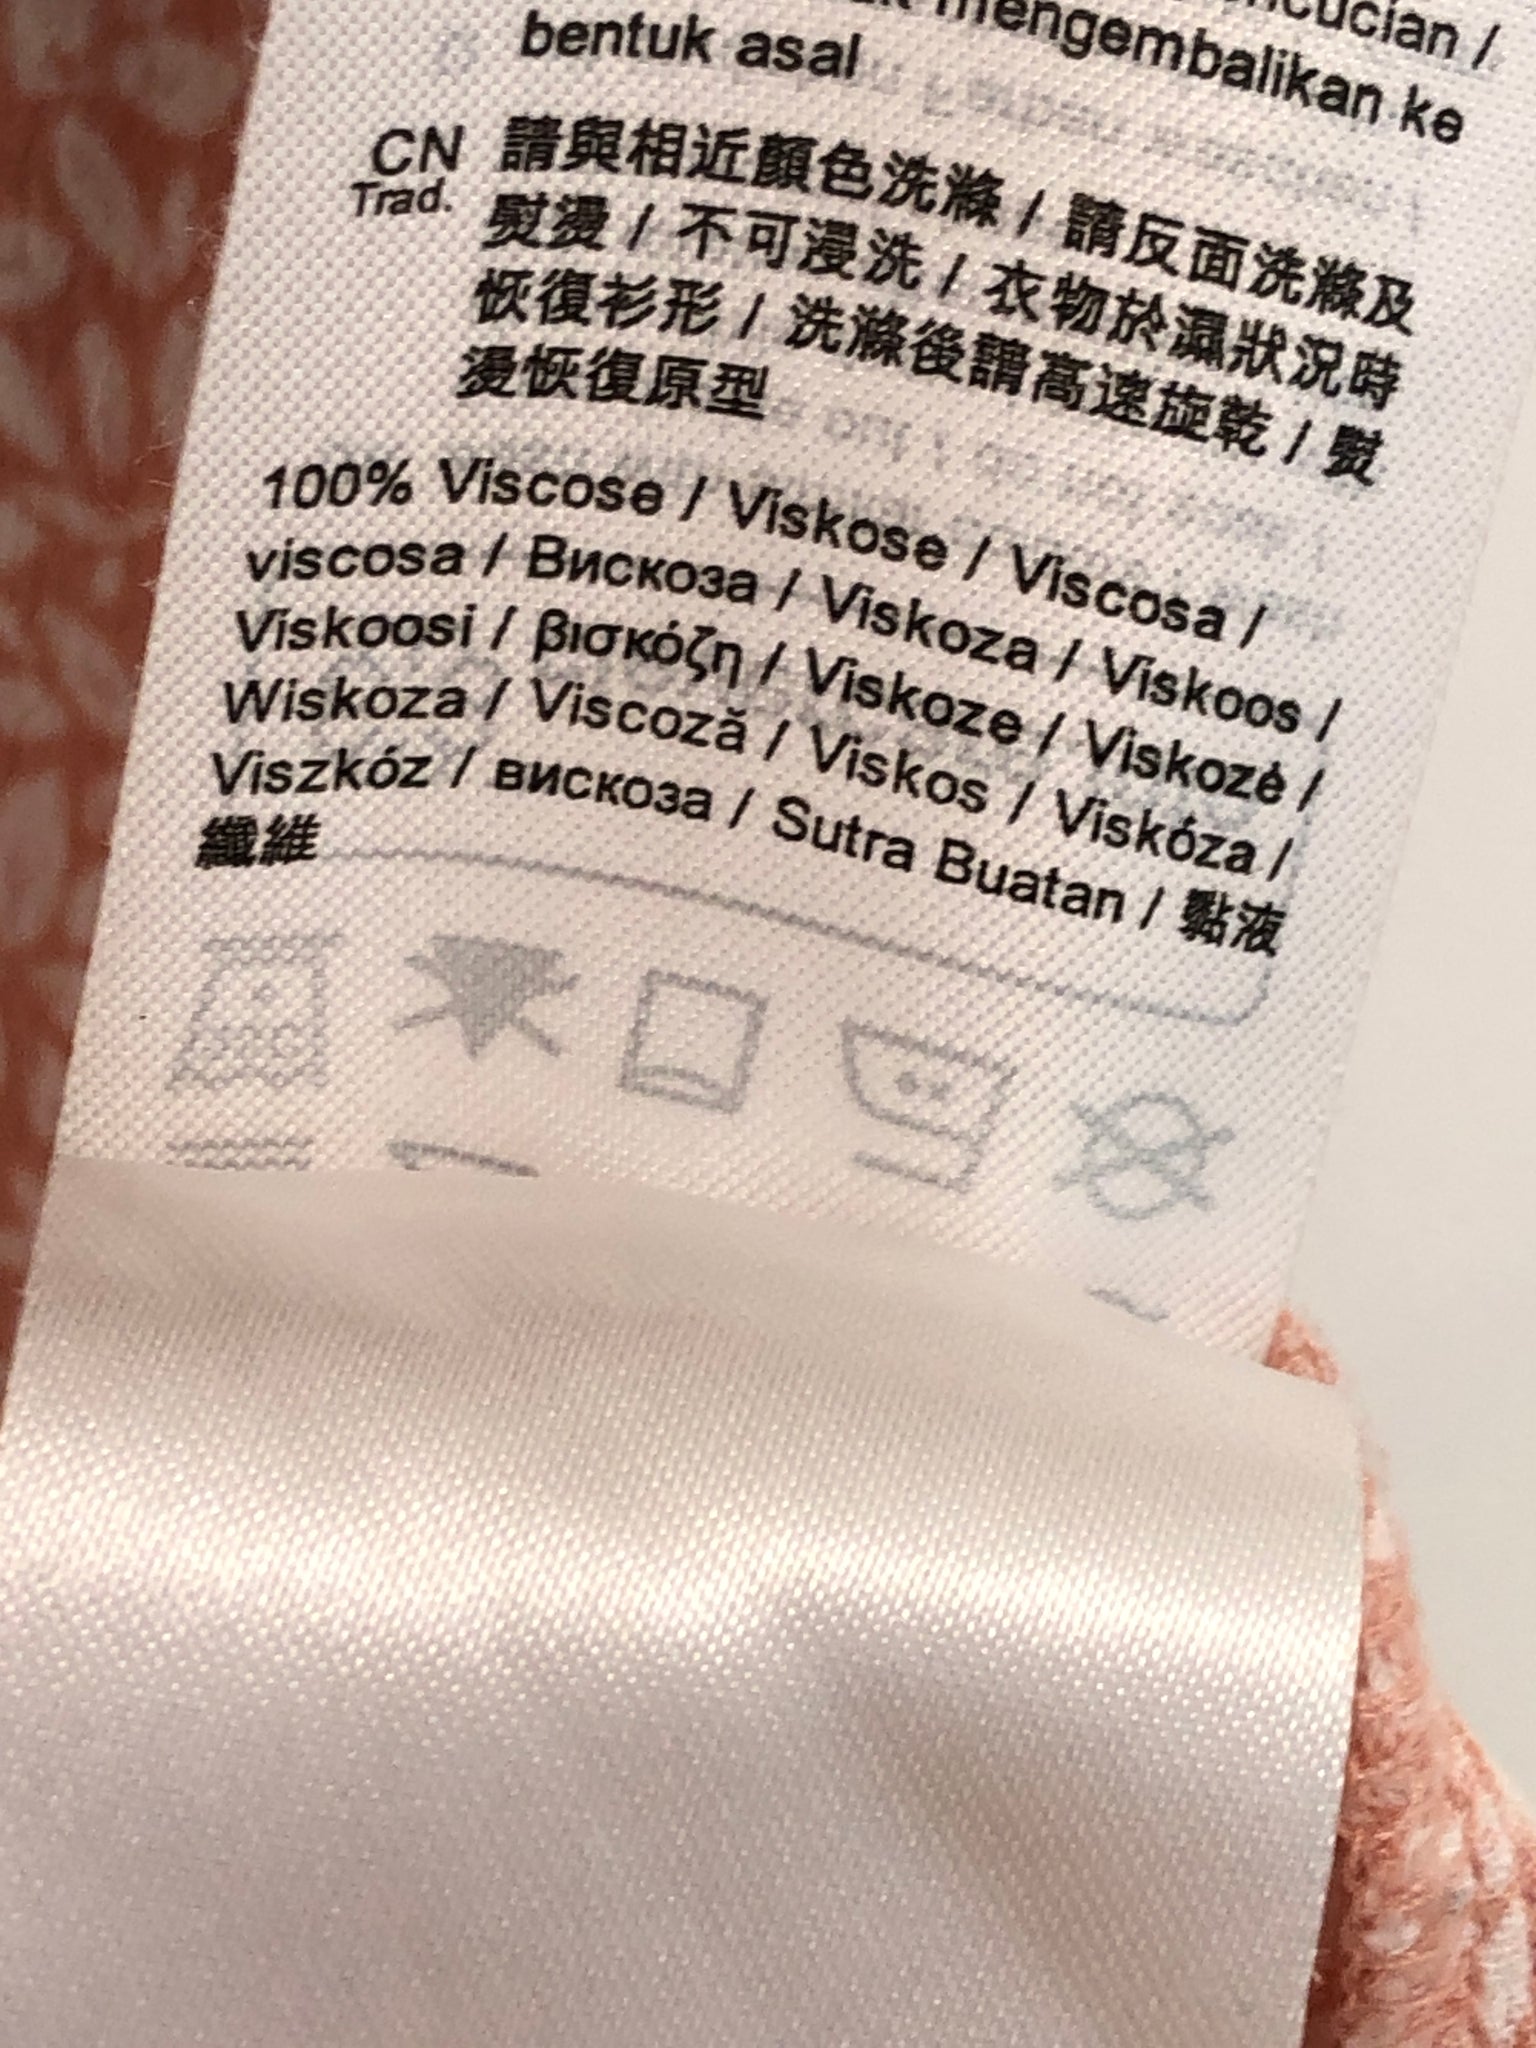 mengembalikan ke
bentuk asal
CN Trad. 請與相近顏色洗滌 / 請反面洗滌及
熨燙 / 不可浸洗 / 衣物於濕狀況時
恢復衫形 / 洗滌後請高速旋乾 / 熨
燙恢復原型
100% Viscose / Viskose / Viscosa /
viscosa / Вискоза / Viskoza / Viskoos /
Viskoosi / βισκόζη / Viskoze / Viskozė /
Wiskoza / Viscoză / Viskos / Viskóza /
Viszkóz / вискоза / Sutra Buatan / 黏液
纖維